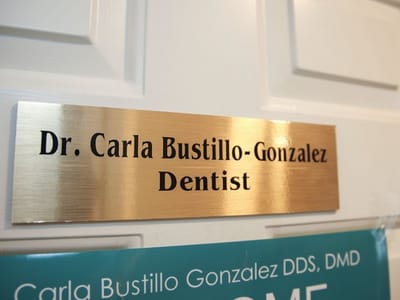 Dr. Carla Bustillo-Gonzalez
Dentist
Carla Bustillo Gonzalez DDS, DMD